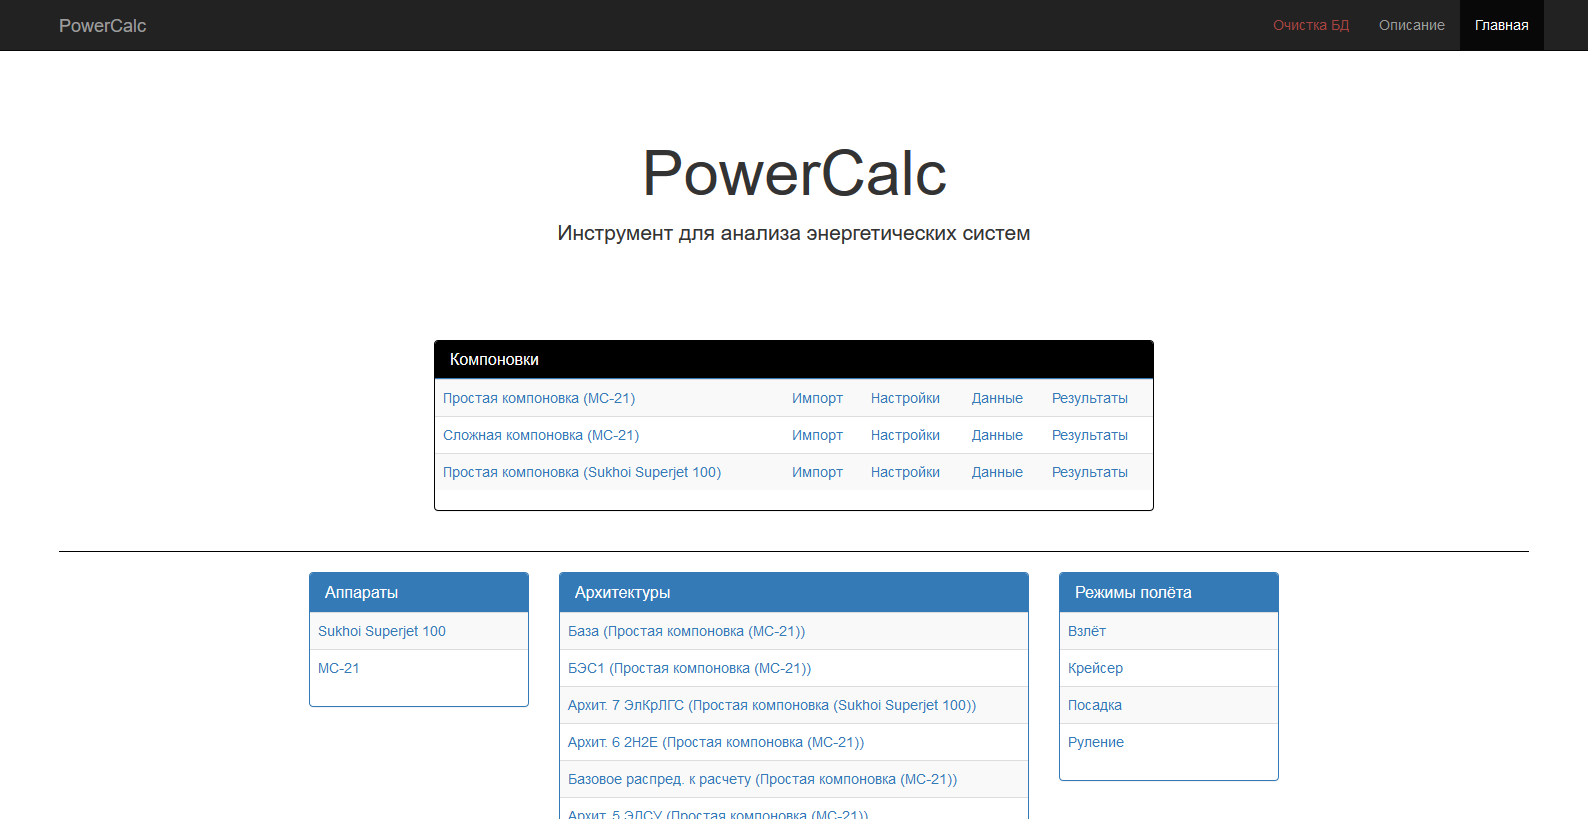 PowerCalc Очистка БД Описание Главная
PowerCalc
Инструмент для анализа энергетических систем
Компоновки
Простая компоновка (МС-21) Импорт Настройки Данные Результаты
Сложная компоновка (МС-21) Импорт Настройки Данные Результаты
Простая компоновка (Sukhoi Superjet 100) Импорт Настройки Данные Результаты
Аппараты
Sukhoi Superjet 100
МС-21
Архитектуры
База (Простая компоновка (МС-21))
БЭС1 (Простая компоновка (МС-21))
Архит. 7 ЭлКрЛГС (Простая компоновка (Sukhoi Superjet 100))
Архит. 6 2Н2Е (Простая компоновка (МС-21))
Базовое распред. к расчету (Простая компоновка (МС-21))
Архит. 5 ЭЛСУ (Простая компоновка (МС-21))
Режимы полёта
Взлёт
Крейсер
Посадка
Руление